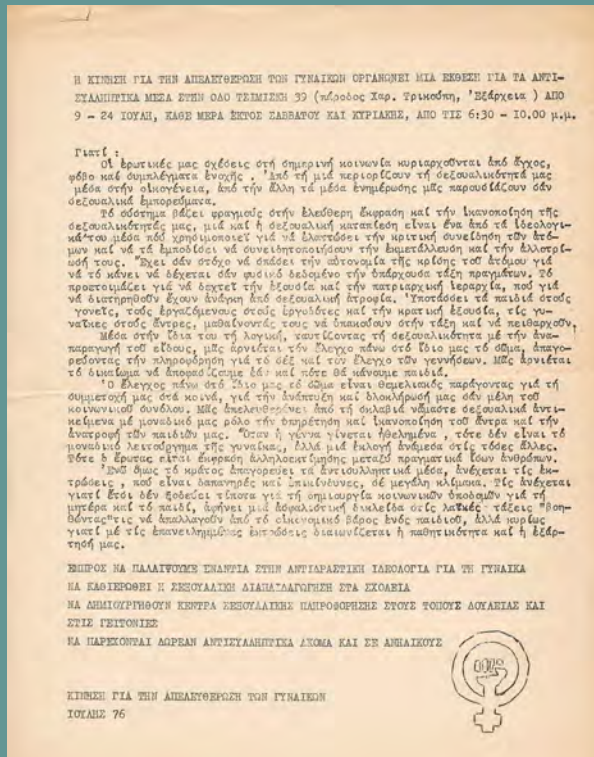 Η ΚΙΝΗΣΗ ΓΙΑ ΤΗΝ ΑΠΕΛΕΥΘΕΡΩΣΗ ΤΩΝ ΓΥΝΑΙΚΩΝ ΟΡΓΑΝΩΝΕΙ ΜΙΑ ΕΚΘΕΣΗ ΓΙΑ ΤΑ ΑΝΤΙ-
ΣΥΛΛΗΠΤΙΚΑ ΜΕΣΑ ΣΤΗΝ ΟΔΟ ΤΣΙΜΙΣΚΗ 39 (πάροδος Χαρ. Τρικούπη, 'Εξάρχεια) ΑΠΟ
9 - 24 ΙΟΥΛΗ, ΚΑΘΕ ΜΕΡΑ ΕΚΤΟΣ ΣΑΒΒΑΤΟΥ ΚΑΙ ΚΥΡΙΑΚΗΣ, ΑΠΟ ΤΙΣ 6:30 - 10.00 μ.μ.
Γιατί :
Οἱ ἐρωτικές μας σχέσεις στή σημερινή κοινωνία κυριαρχοῦνται ἀπό ἄγχος,
φόβο καί συμπλέγματα ἐνοχῆς . 'Από τή μιά περιορίζουν τή σεξουαλικότητά μας
μέσα στήν οἰκογένεια, ἀπό τήν ἄλλη τά μέσα ἐνημέρωσης μᾶς παρουσιάζουν σάν
σεξουαλικά ἐμπορεύματα.
Τό σύστημα βάζει φραγμούς στήν ἐλεύθερη ἔκφραση καί τήν ἱκανοποίηση τῆς
σεξουαλικότητάς μας, μιά καί ἡ σεξουαλική καταπίεση εἶναι ἕνα ἀπό τά ἰδεολογι-
κά του μέσα πού χρησιμοποιεῖ γιά νά ἐλαττώσει τήν κριτική συνείδηση τῶν ἀτό-
μων καί νά τά ἐμποδίσει νά συνειδητοποιήσουν τήν ἐκμετάλλευση καί τήν ἀλλοτρί-
ωσή τους. Ἔχει σάν στόχο νά σπάσει τήν αὐτονομία τῆς κρίσης τοῦ ἀτόμου γιά
νά τό κάνει νά δέχεται σάν φυσικό δεδομένο τήν ὑπάρχουσα τάξη πραγμάτων. Τό
προετοιμάζει γιά νά δεχτεῖ τήν ἐξουσία καί τήν πατριαρχική ἱεραρχία, πού γιά
νά διατηρηθοῦν ἔχουν ἀνάγκη ἀπό σεξουαλική ἀτροφία. Ὑποτάσσει τά παιδιά στούς
γονεῖς, τούς ἐργαζόμενους στούς ἐργοδότες καί τήν κρατική ἐξουσία, τίς γυ-
ναῖκες στούς ἄντρες, μαθαίνοντάς τους νά ὑπακούουν στήν τάξη καί νά πειθαρχοῦν.
Μέσα στήν ἴδια του τή λογική, ταυτίζοντας τή σεξουαλικότητα μέ τήν ἀνα-
παραγωγή τοῦ εἴδους, μᾶς ἀρνιέται τόν ἔλεγχο πάνω στό ἴδιο μας τό σῶμα, ἀπαγο-
ρεύοντας τήν πληροφόρηση γιά τό σέξ καί τόν ἔλεγχο τῶν γεννήσεων. Μᾶς ἀρνιέται
τό δικαίωμα νά ἀποφασίζουμε ἐάν καί πότε θά κάνουμε παιδιά.
Ὁ ἔλεγχος πάνω στό ἴδιο μας τό σῶμα εἶναι θεμελιακός παράγοντας γιά τή
συμμετοχή μας στά κοινά, γιά τήν ἀνάπτυξη καί ὁλοκλήρωσή μας σάν μέλη τοῦ
κοινωνικοῦ συνόλου. Μᾶς ἀπελευθερώνει ἀπό τή σκλαβιά νἄμαστε σεξουαλικά ἀντι-
κείμενα μέ μοναδικό μας ρόλο τήν ὑπηρέτηση καί ἱκανοποίηση τοῦ ἄντρα καί τήν
ἀνατροφή τῶν παιδιῶν μας. Ὅταν ἡ γέννα γίνεται ἠθελημένα , τότε δέν εἶναι τό
μοναδικό λειτούργημα τῆς γυναίκας, ἀλλά μιά ἐκλογή ἀνάμεσα στίς τόσες ἄλλες.
Τότε ὁ ἔρωτας εἶται ἔκφραση ἀλληλοεκτίμησης μεταξύ πραγματικά ἴσων ἀνθρώπων.
Ἐνῶ ὅμως τό κράτος ἀπαγορεύει τά ἀντισυλληπτικά μέσα, ἀνέχεται τίς ἐκ-
τρώσεις , πού εἶναι δαπανηρές καί ἐπικίνδυνες, σέ μεγάλη κλίμακα. Τίς ἀνέχεται
γιατί ἔτσι δέν ξοδεύει τίποτα γιά τή δημιουργία κοινωνικῶν ὑποδομῶν γιά τή
μητέρα καί τό παιδί, ἀφήνει μιά ἀσφαλιστική δικλείδα στίς λαϊκές τάξεις "βοη-
θώντας"τις νά ἀπαλλαγοῦν ἀπό τό οἰκονομικό βάρος ἑνός παιδιοῦ, ἀλλά κυρίως
γιατί μέ τίς ἐπανειλημμένες ἐκτρώσεις διαιωνίζεται ἡ παθητικότητα καί ἡ ἐξάρ-
τησή μας.
ΕΜΠΡΟΣ ΝΑ ΠΑΛΑΙΨΟΥΜΕ ΕΝΑΝΤΙΑ ΣΤΗΝ ΑΝΤΙΔΡΑΣΤΙΚΗ ΙΔΕΟΛΟΓΙΑ ΓΙΑ ΤΗ ΓΥΝΑΙΚΑ
ΝΑ ΚΑΘΙΕΡΩΘΕΙ Η ΣΕΞΟΥΑΛΙΚΗ ΔΙΑΠΑΙΔΑΓΩΓΗΣΗ ΣΤΑ ΣΧΟΛΕΙΑ
ΝΑ ΔΗΜΙΟΥΡΓΗΘΟΥΝ ΚΕΝΤΡΑ ΣΕΞΟΥΑΛΙΚΗΣ ΠΛΗΡΟΦΟΡΗΣΗΣ ΣΤΟΥΣ ΤΟΠΟΥΣ ΔΟΥΛΕΙΑΣ ΚΑΙ
ΣΤΙΣ ΓΕΙΤΟΝΙΕΣ
ΝΑ ΠΑΡΕΧΟΝΤΑΙ ΔΩΡΕΑΝ ΑΝΤΙΣΥΛΛΗΠΤΙΚΑ ΑΚΟΜΑ ΚΑΙ ΣΕ ΑΝΗΛΙΚΟΥΣ
ΚΙΝΗΣΗ ΓΙΑ ΤΗΝ ΑΠΕΛΕΥΘΕΡΩΣΗ ΤΩΝ ΓΥΝΑΙΚΩΝ
ΙΟΥΛΗΣ 76